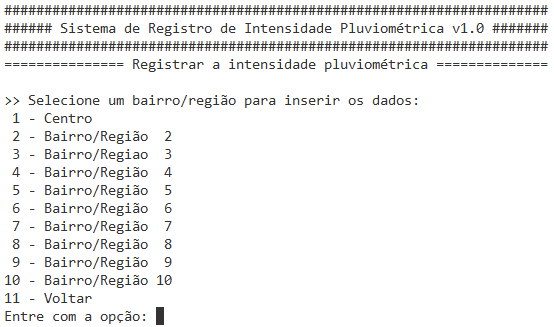 ####################################################################
###### Sistema de Registro de Intensidade Pluviométrica v1.0 #######
####################################################################
=============== Registrar a intensidade pluviométrica ==============
>> Selecione um bairro/região para inserir os dados:
 1 - Centro
 2 - Bairro/Região  2
 3 - Bairro/Regiao  3
 4 - Bairro/Região  4
 5 - Bairro/Região  5
 6 - Bairro/Região  6
 7 - Bairro/Região  7
 8 - Bairro/Região  8
 9 - Bairro/Região  9
10 - Bairro/Região 10
11 - Voltar
Entre com a opção: